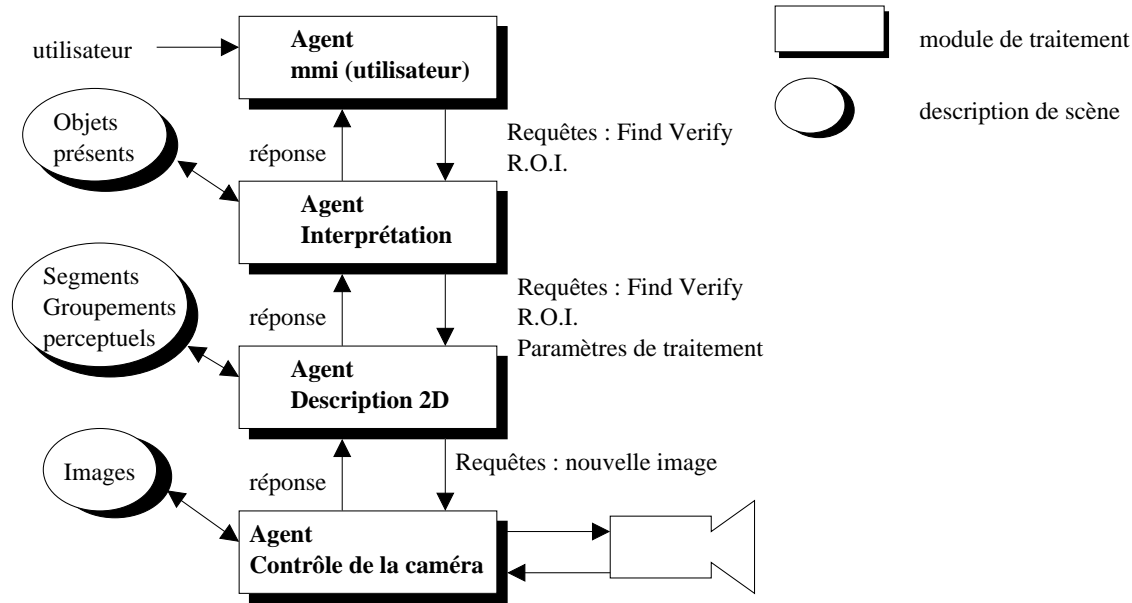 utilisateur
Agent
mmi (utilisateur)
module de traitement
description de scène
Objets
présents
réponse
Requêtes : Find Verify
R.O.I.
Agent
Interprétation
Segments
Groupements
perceptuels
réponse
Requêtes : Find Verify
R.O.I.
Paramètres de traitement
Agent
Description 2D
Images
réponse
Requêtes : nouvelle image
Agent
Contrôle de la caméra